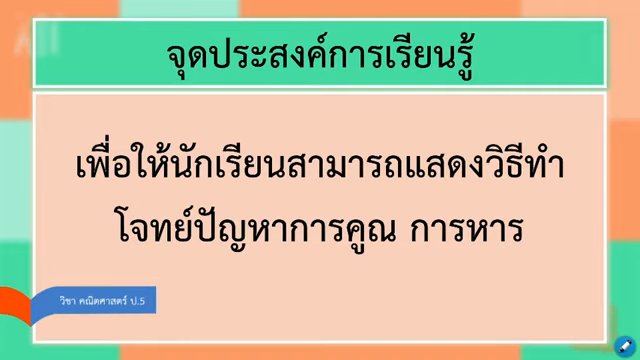 จุดประสงค์การเรียนรู้
เพื่อให้นักเรียนสามารถแสดงวิธีทำ
โจทย์ปัญหาการคูณ การหาร
วิชา คณิตศาสตร์ ป.5